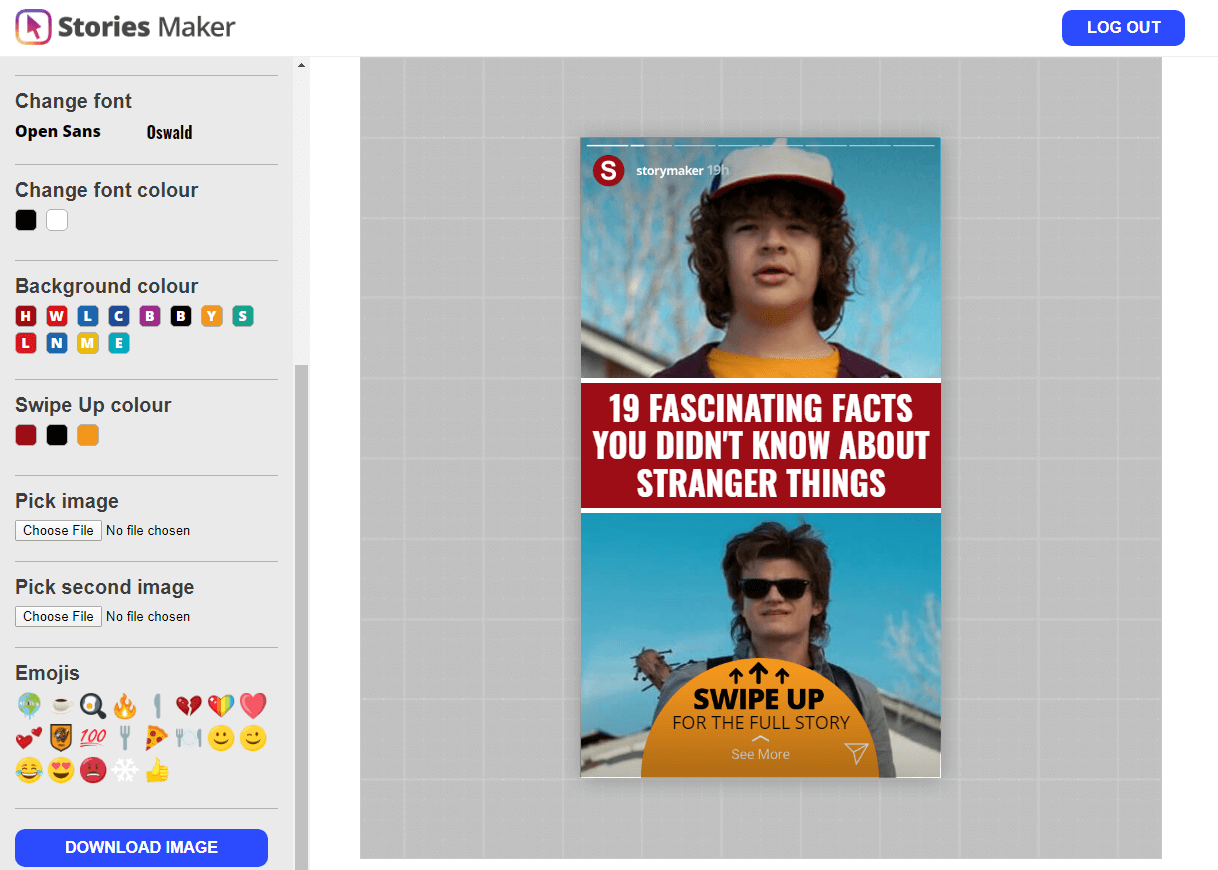 Stories Maker
LOG OUT
Change font
Open Sans Oswald
Change font colour
Background colour
H W L C B B Y S
L N M E
Swipe Up colour
Pick image
Choose File No file chosen
Pick second image
Choose File No file chosen
Emojis
100
DOWNLOAD IMAGE
S storymaker 19h
19 FASCINATING FACTS
YOU DIDN'T KNOW ABOUT
STRANGER THINGS
SWIPE UP
FOR THE FULL STORY
See More